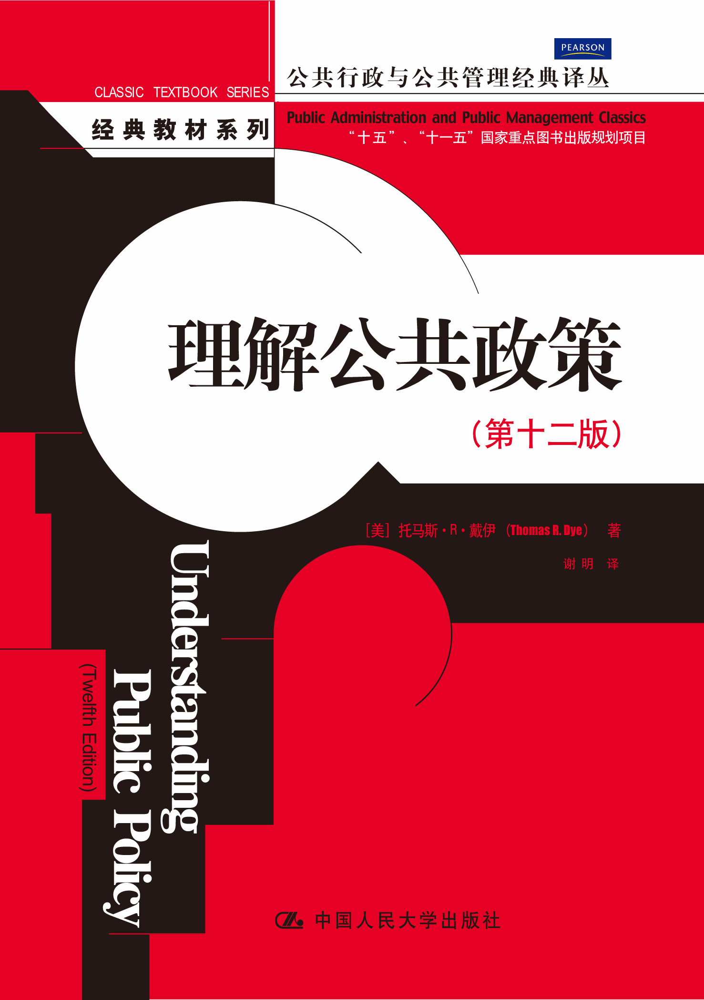 PEARSON
公共行政与公共管理经典译丛
CLASSIC TEXTBOOK SERIES
经典教材系列
Public Administration and Public Management Classics
“十五”、“十一五”国家重点图书出版规划项目
理解公共政策
（第十二版）
[美] 托马斯·R·戴伊 (Thomas R. Dye) 著
谢明 译
Understanding
Public Policy
(Twelfth Edition)
中国人民大学出版社